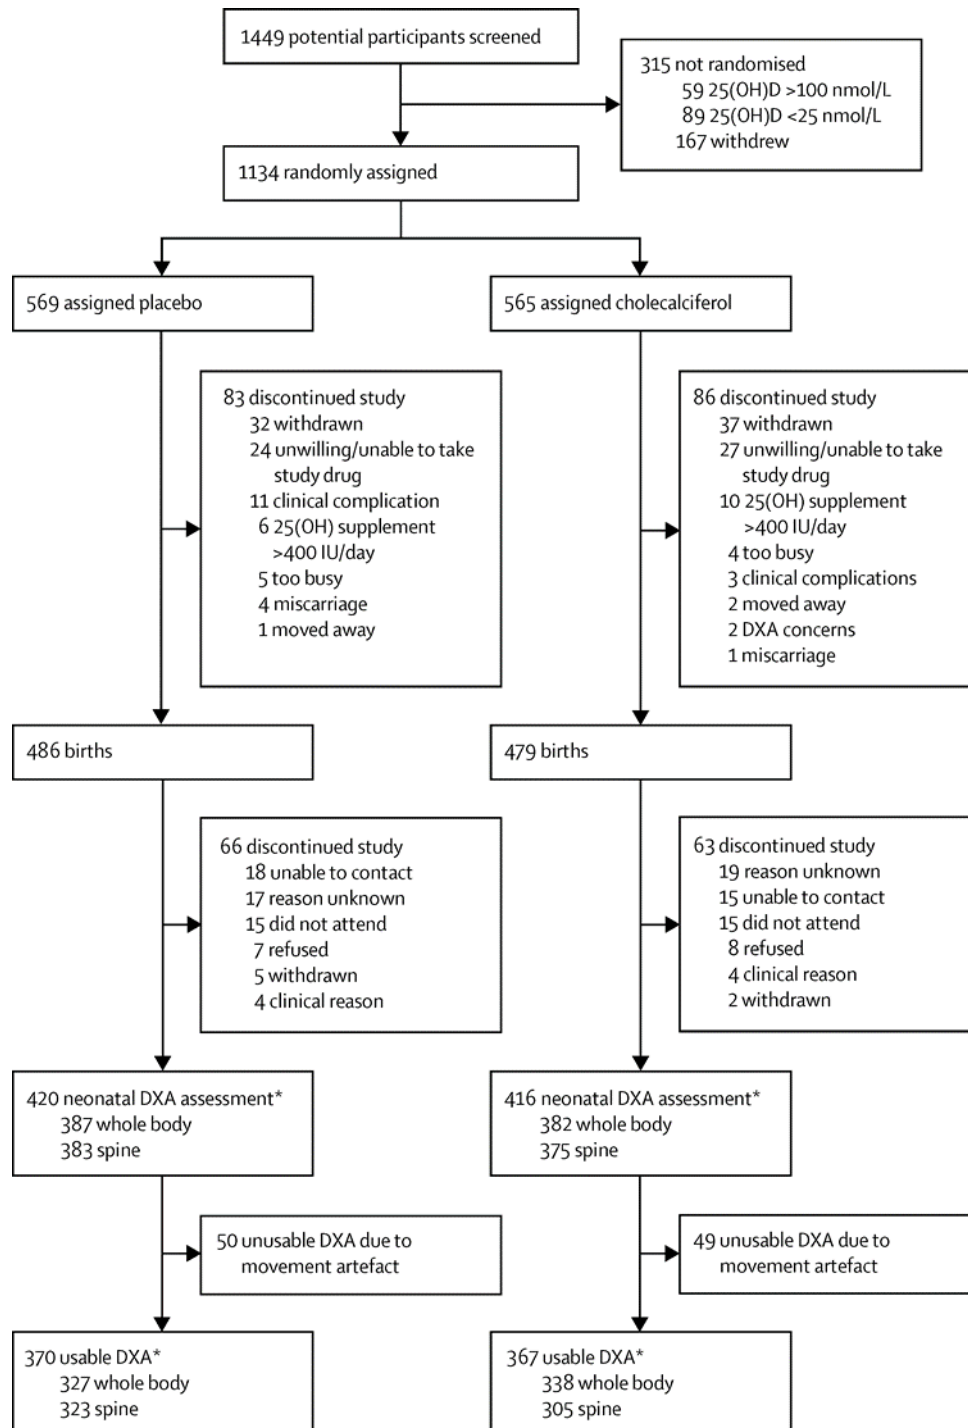 1449 potential participants screened
315 not randomised
59 25(OH)D >100 nmol/L
89 25(OH)D <25 nmol/L
167 withdrew
1134 randomly assigned
569 assigned placebo
565 assigned cholecalciferol
83 discontinued study
32 withdrawn
24 unwilling/unable to take
study drug
11 clinical complication
6 25(OH) supplement
>400 IU/day
5 too busy
4 miscarriage
1 moved away
86 discontinued study
37 withdrawn
27 unwilling/unable to take
study drug
10 25(OH) supplement
>400 IU/day
4 too busy
3 clinical complications
2 moved away
2 DXA concerns
1 miscarriage
486 births
479 births
66 discontinued study
18 unable to contact
17 reason unknown
15 did not attend
7 refused
5 withdrawn
4 clinical reason
63 discontinued study
19 reason unknown
15 unable to contact
15 did not attend
8 refused
4 clinical reason
2 withdrawn
420 neonatal DXA assessment*
387 whole body
383 spine
416 neonatal DXA assessment*
382 whole body
375 spine
50 unusable DXA due to
movement artefact
49 unusable DXA due to
movement artefact
370 usable DXA*
327 whole body
323 spine
367 usable DXA*
338 whole body
305 spine